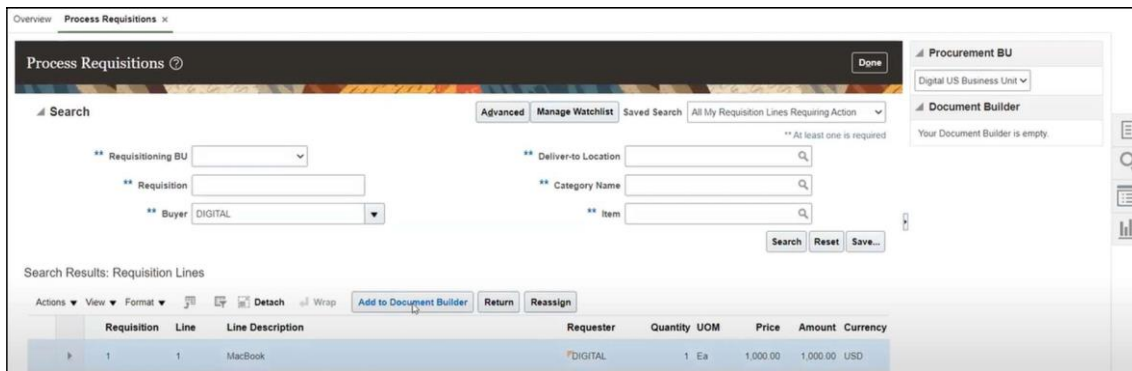 Overview Process Requisitions ×
Process Requisitions ?
Done
Search
Advanced Manage Watchlist Saved Search All My Requisition Lines Requiring Action
** At least one is required
** Requisitioning BU
** Deliver-to Location
** Requisition
** Category Name
** Buyer DIGITAL
** Item
Search Reset Save...
Search Results: Requisition Lines
Actions View Format Detach Wrap Add to Document Builder Return Reassign
Requisition Line Line Description Requester Quantity UOM Price Amount Currency
1 1 MacBook DIGITAL 1 Ea 1,000.00 1,000.00 USD
Procurement BU
Digital US Business Unit
Document Builder
Your Document Builder is empty.